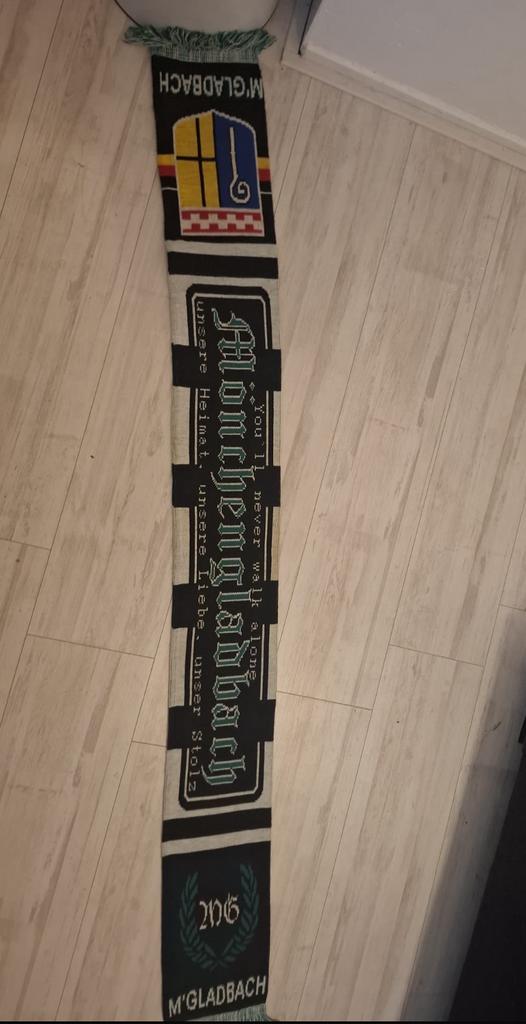 M'GLADBACH
You'll never walk alone
Mönchengladbach
unsere Heimat, unsere Liebe, unser Stolz
MG
M'GLADBACH